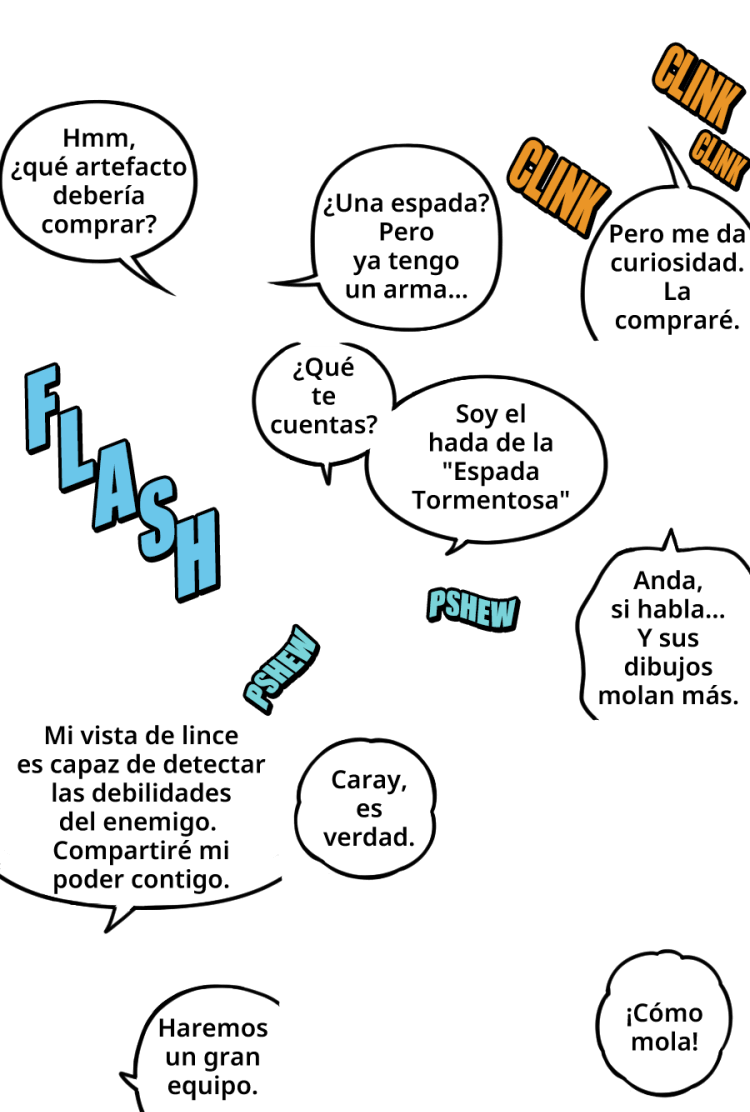 Hmm,
¿qué artefacto
debería
comprar?
¿Una espada?
Pero
ya tengo
un arma...
CLINK
CLINK
CLINK
Pero me da
curiosidad.
La
compraré.
FLASH
¿Qué
te
cuentas?
Soy el
hada de la
"Espada
Tormentosa"
PSHEW
PSHEW
Anda,
si habla...
Y sus
dibujos
molan más.
Mi vista de lince
es capaz de detectar
las debilidades
del enemigo.
Compartiré mi
poder contigo.
Caray,
es
verdad.
Haremos
un gran
equipo.
¡Cómo
mola!